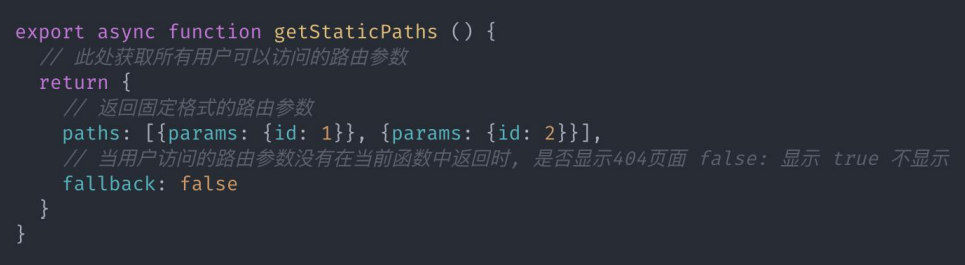 export async function getStaticPaths () {
  // 此处获取所有用户可以访问的路由参数
  return {
    // 返回固定格式的路由参数
    paths: [{params: {id: 1}}, {params: {id: 2}}],
    // 当用户访问的路由参数没有在当前函数中返回时, 是否显示404页面 false: 显示 true 不显示
    fallback: false
  }
}